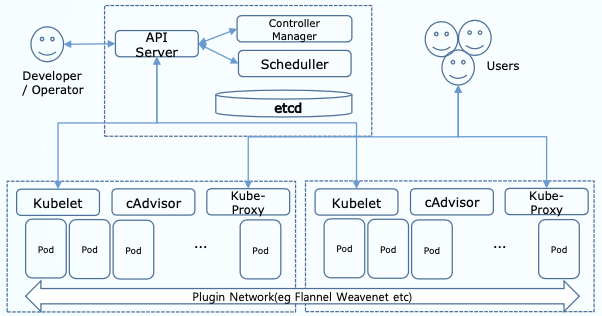 Developer
/ Operator
API
Server
Controller
Manager
Scheduller
etcd
Users
Kubelet
cAdvisor
Kube-
Proxy
Pod
Pod
Pod
...
Pod
Kubelet
cAdvisor
Kube-
Proxy
Pod
Pod
Pod
...
Pod
Plugin Network(eg Flannel Weavenet etc)